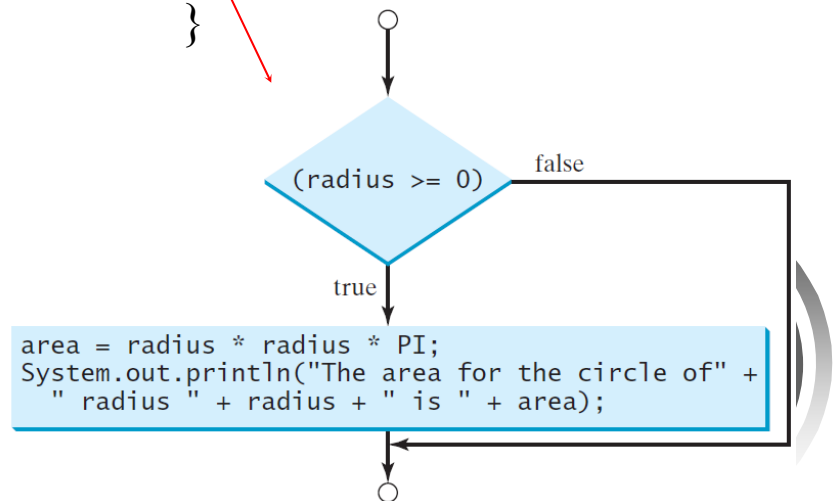 }
(radius >= 0)
false
true
area = radius * radius * PI;
System.out.println("The area for the circle of" +
" radius " + radius + " is " + area);